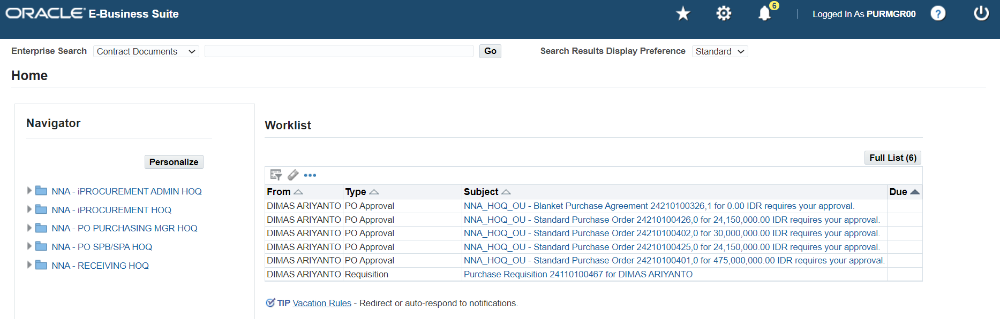 ORACLE E-Business Suite 6 Logged In As PURMGR00 ?
Enterprise Search Contract Documents Go Search Results Display Preference Standard
Home
Navigator
Personalize
NNA - iPROCUREMENT ADMIN HOQ
NNA - iPROCUREMENT HOQ
NNA - PO PURCHASING MGR HOQ
NNA - PO SPB/SPA HOQ
NNA - RECEIVING HOQ
Worklist
Full List (6)
From Type Subject Due
DIMAS ARIYANTO PO Approval NNA_HOQ_OU - Blanket Purchase Agreement 24210100326,1 for 0.00 IDR requires your approval.
DIMAS ARIYANTO PO Approval NNA_HOQ_OU - Standard Purchase Order 24210100426,0 for 24,150,000.00 IDR requires your approval.
DIMAS ARIYANTO PO Approval NNA_HOQ_OU - Standard Purchase Order 24210100402,0 for 30,000,000.00 IDR requires your approval.
DIMAS ARIYANTO PO Approval NNA_HOQ_OU - Standard Purchase Order 24210100425,0 for 24,150,000.00 IDR requires your approval.
DIMAS ARIYANTO PO Approval NNA_HOQ_OU - Standard Purchase Order 24210100401,0 for 475,000,000.00 IDR requires your approval.
DIMAS ARIYANTO Requisition Purchase Requisition 24110100467 for DIMAS ARIYANTO
TIP Vacation Rules - Redirect or auto-respond to notifications.